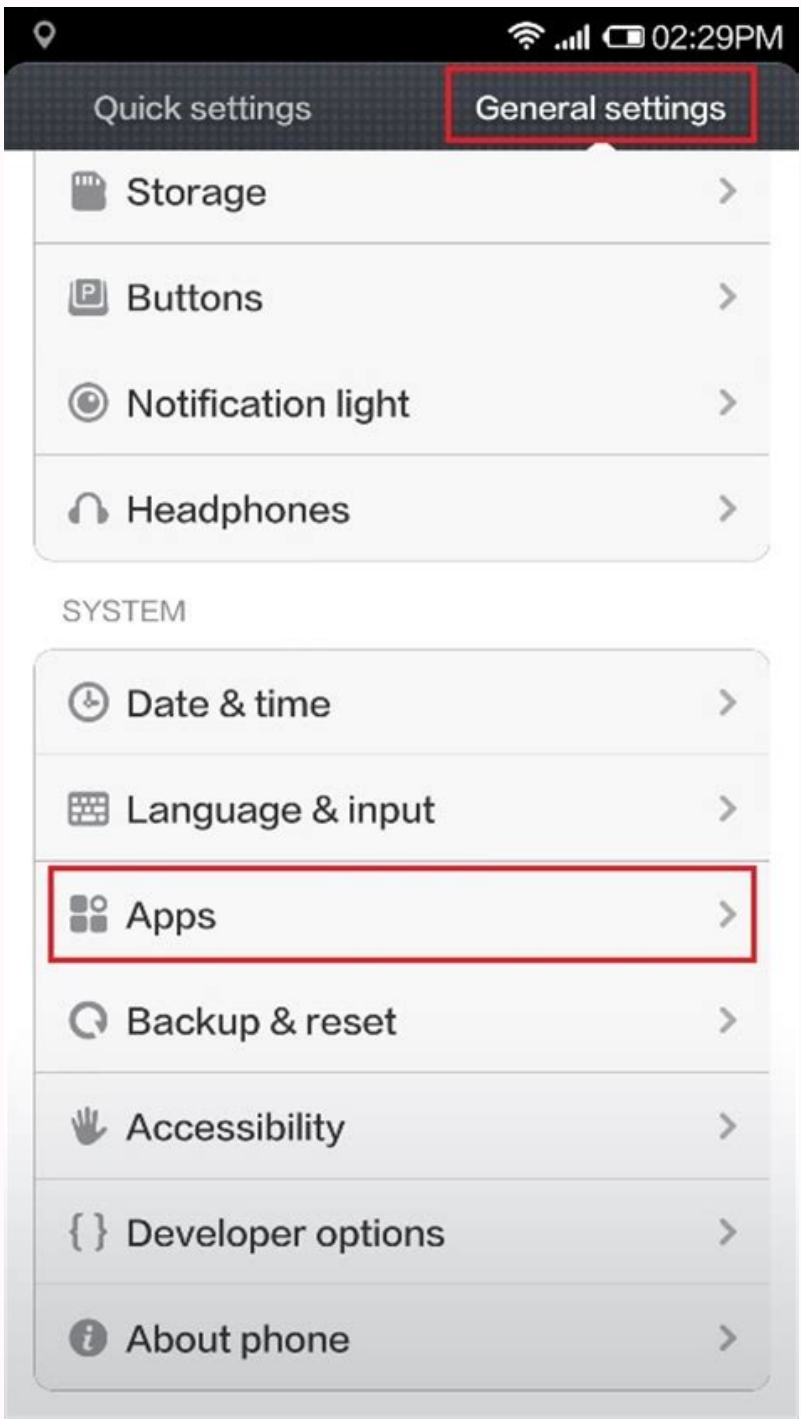 02:29PM
Quick settings
General settings
Storage
Buttons
Notification light
Headphones
SYSTEM
Date & time
Language & input
Apps
Backup & reset
Accessibility
{ } Developer options
About phone